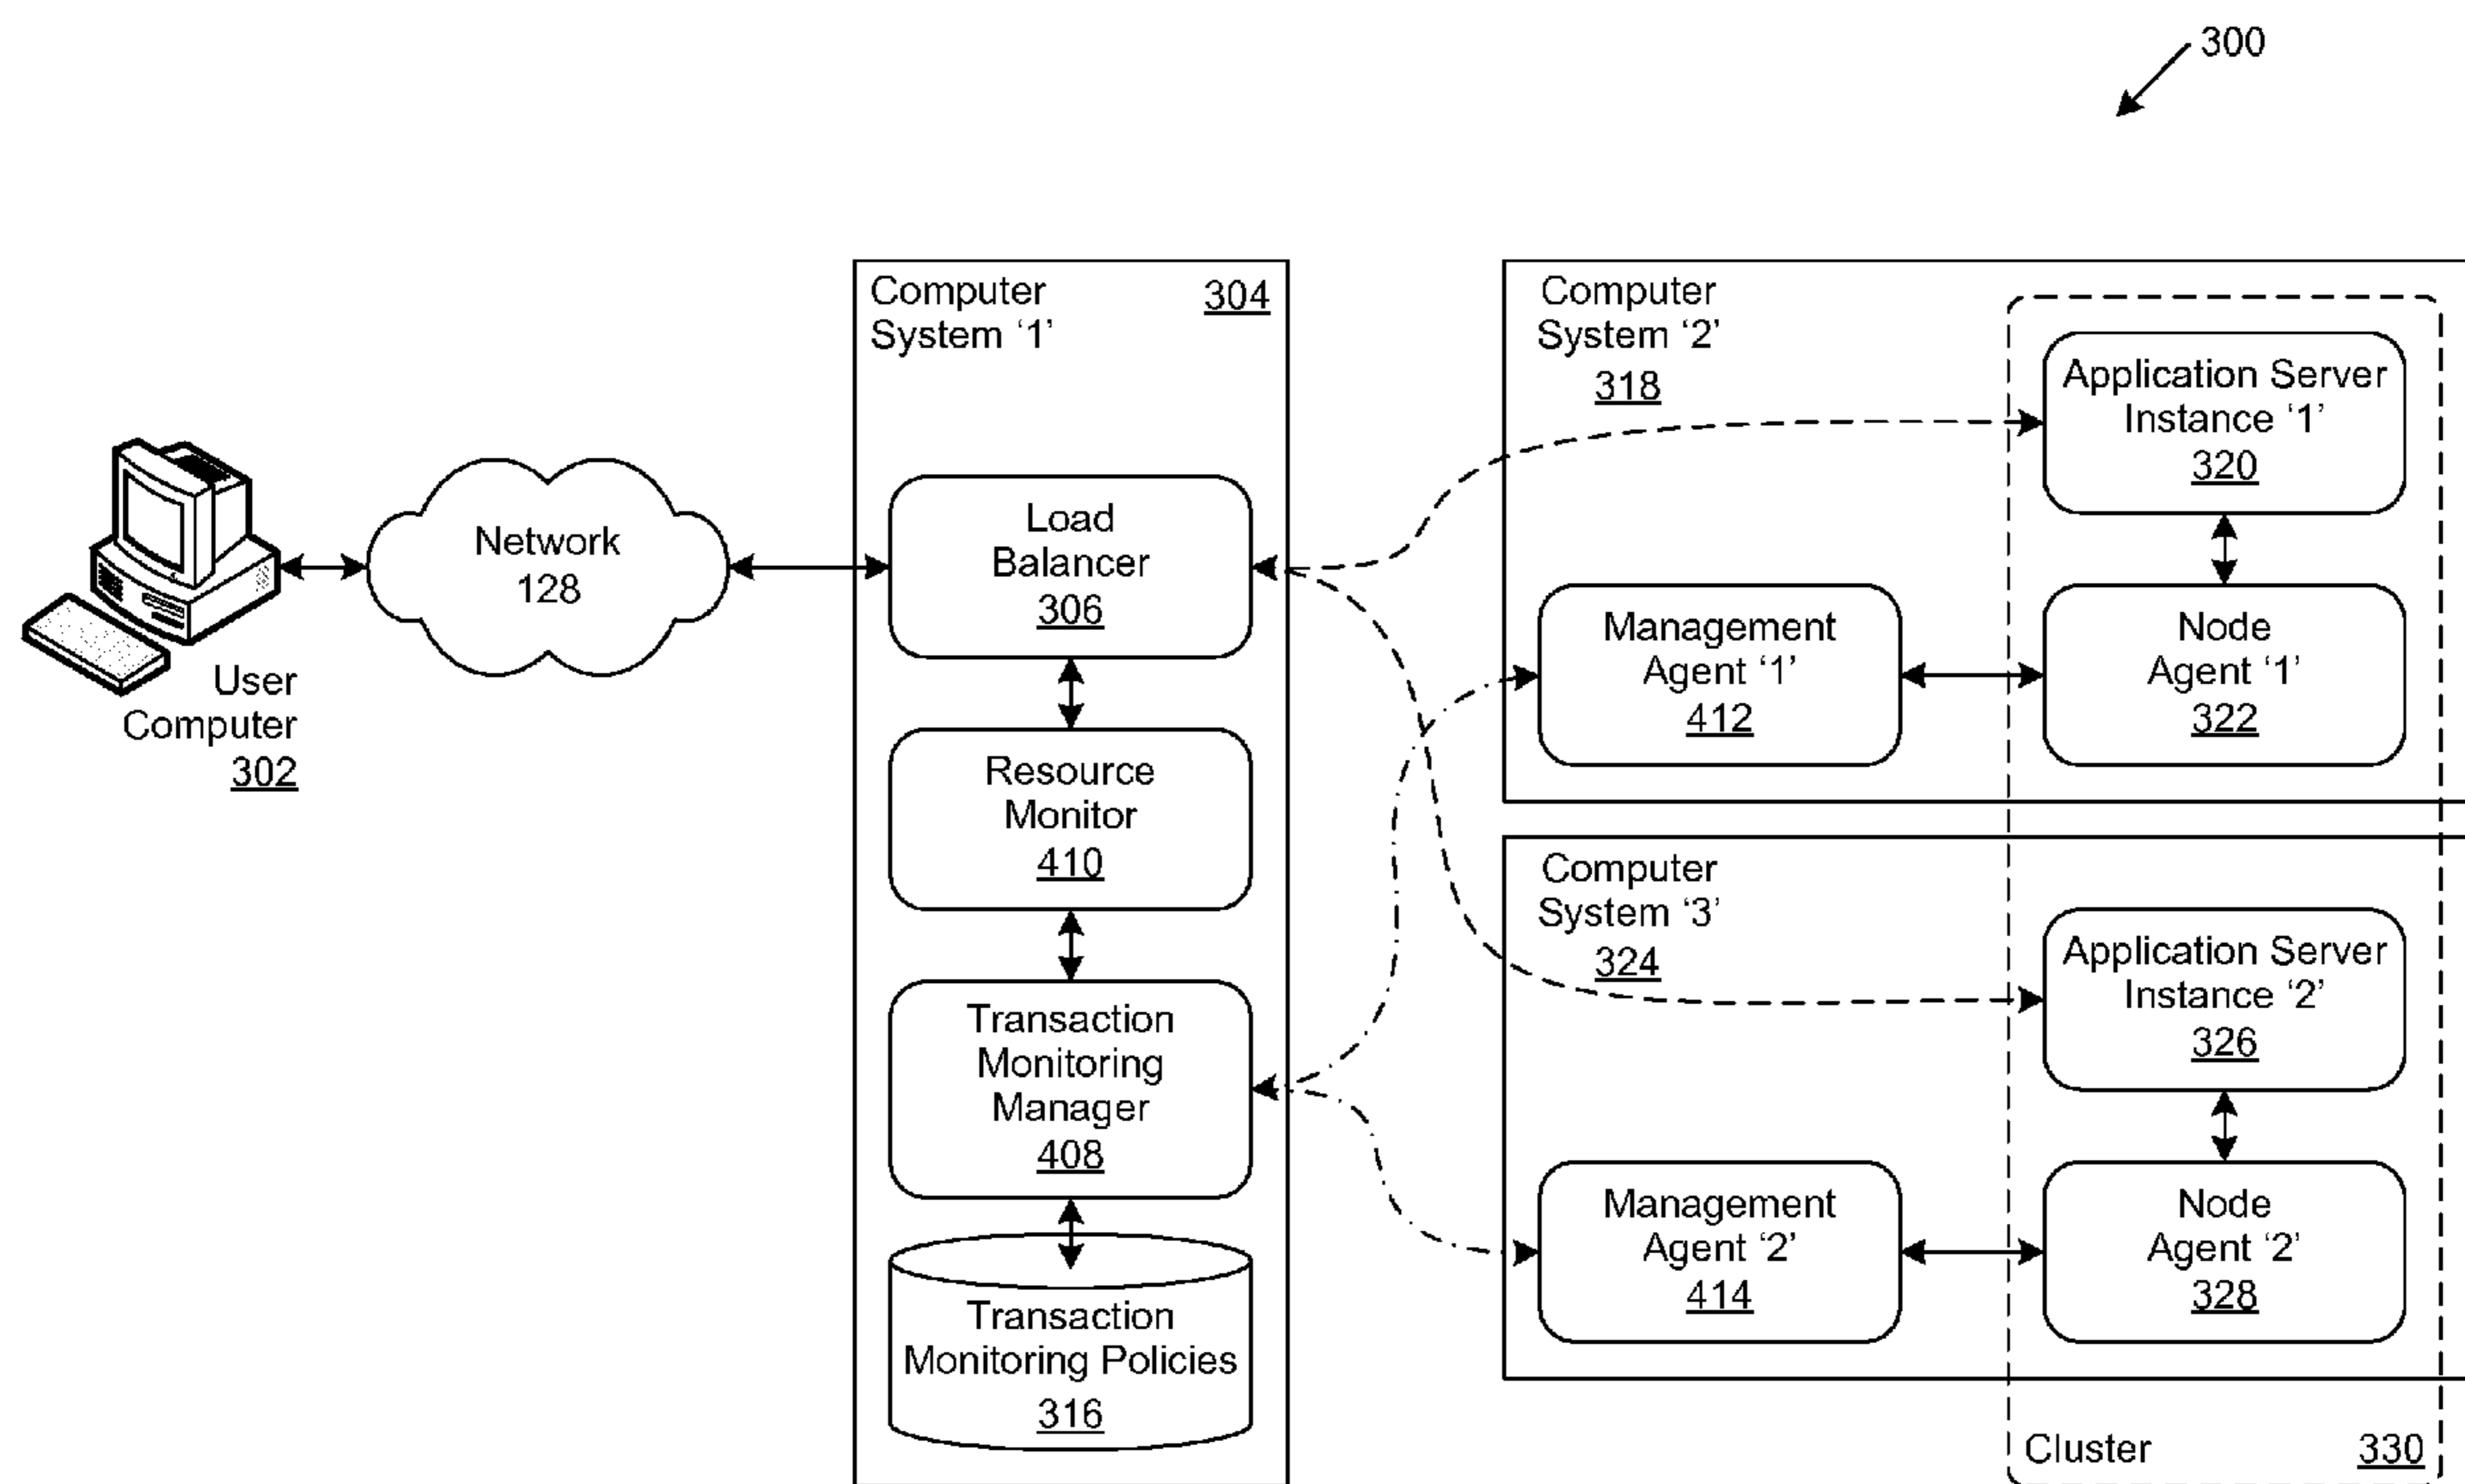 300
User
Computer
302
Network
128
Computer
System ‘1’
304
Load
Balancer
306
Resource
Monitor
410
Transaction
Monitoring
Manager
408
Transaction
Monitoring Policies
316
Computer
System ‘2’
318
Application Server
Instance ‘1’
320
Management
Agent ‘1’
412
Node
Agent ‘1’
322
Computer
System ‘3’
324
Application Server
Instance ‘2’
326
Management
Agent ‘2’
414
Node
Agent ‘2’
328
Cluster 330